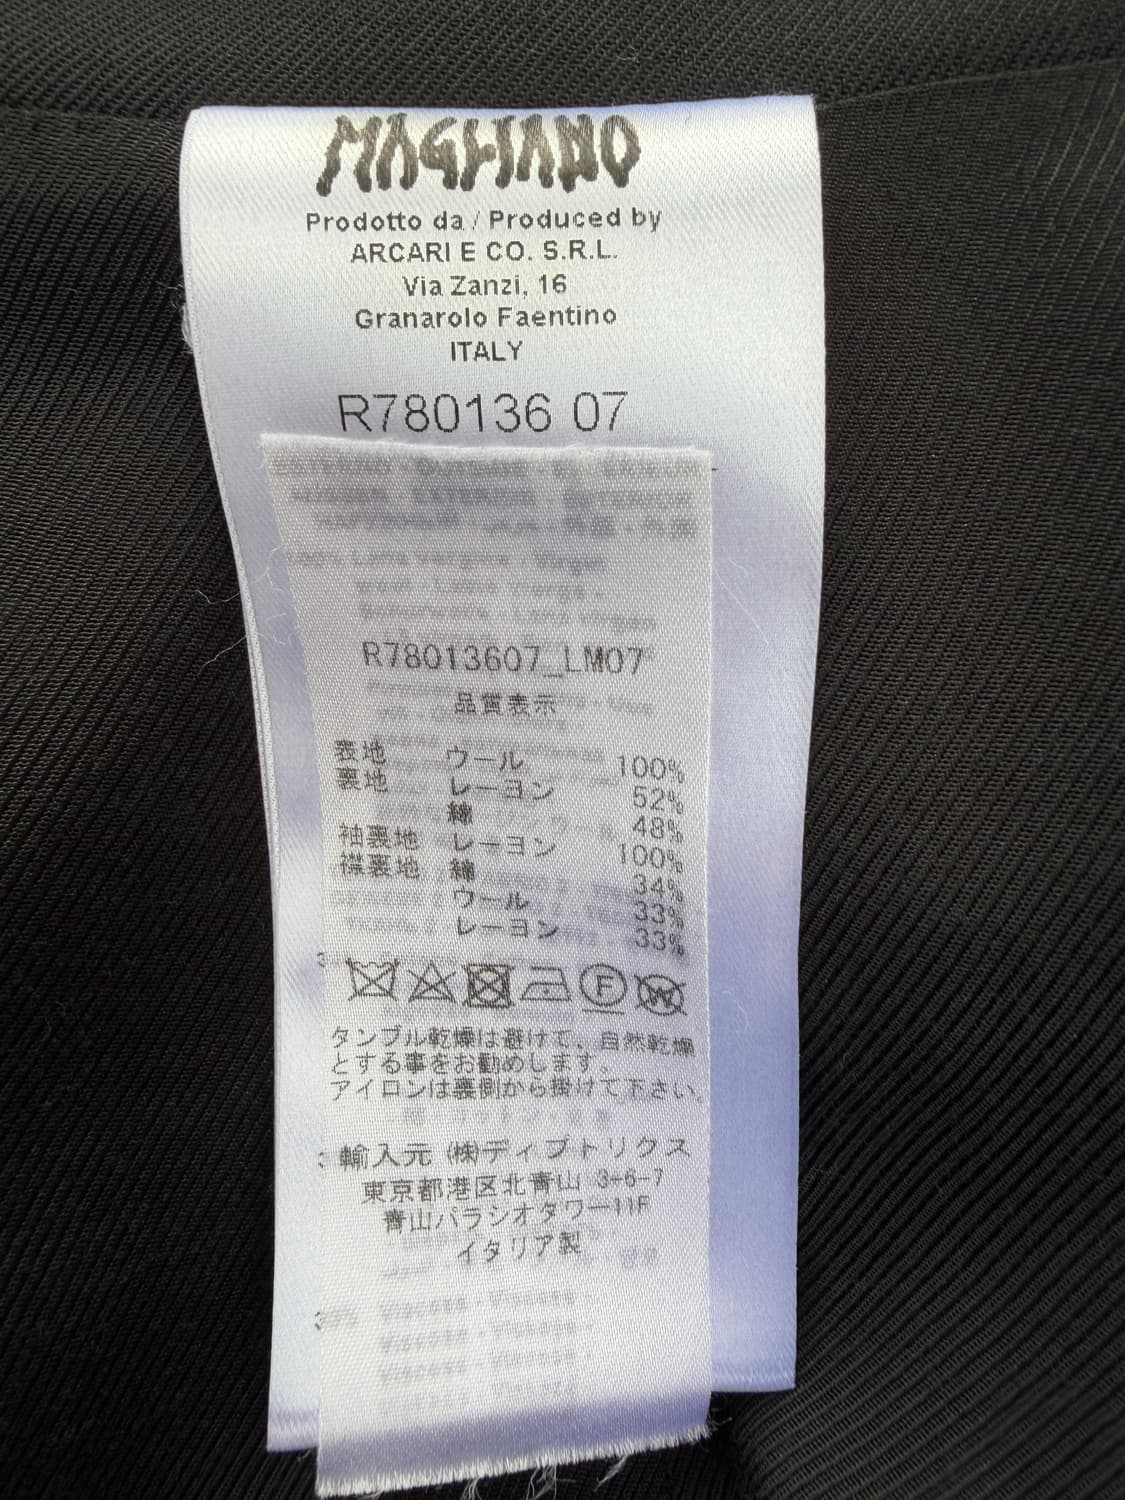 MAGLIANO
Prodotto da / Produced by
ARCARI E CO. S.R.L.
Via Zanzi, 16
Granarolo Faentino
ITALY
R780136 07
R78013607_LM07
品質表示
表地 ウール 100%
裏地 レーヨン 52%
綿 48%
袖裏地 レーヨン 100%
襟裏地 綿 34%
ウール 33%
レーヨン 33%
F W
タンブル乾燥は避けて、自然乾燥
とする事をお勧めします。
アイロンは裏側から掛けて下さい。
輸入元 (株)ディプトリクス
東京都港区北青山 3-6-7
青山パラシオタワー11F
イタリア製